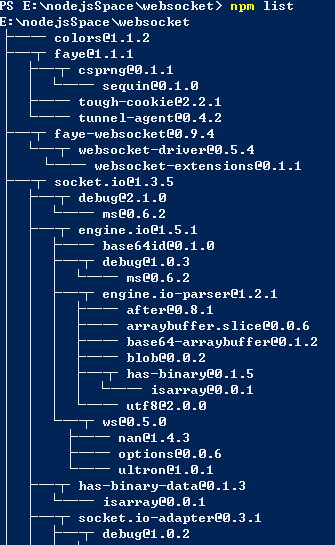 PS E:\nodejsSpace\websocket> npm list
E:\nodejsSpace\websocket
├── colors@1.1.2
├─┬ faye@1.1.1
│ ├─┬ csprng@0.1.1
│ │ └── sequin@0.1.0
│ ├── tough-cookie@2.2.1
│ └── tunnel-agent@0.4.2
├─┬ faye-websocket@0.9.4
│ └─┬ websocket-driver@0.5.4
│   └── websocket-extensions@0.1.1
├─┬ socket.io@1.3.5
│ ├─┬ debug@2.1.0
│ │ └── ms@0.6.2
│ ├─┬ engine.io@1.5.1
│ │ ├── base64id@0.1.0
│ │ ├─┬ debug@1.0.3
│ │ │ └── ms@0.6.2
│ │ ├─┬ engine.io-parser@1.2.1
│ │ │ ├── after@0.8.1
│ │ │ ├── arraybuffer.slice@0.0.6
│ │ │ ├── base64-arraybuffer@0.1.2
│ │ │ ├── blob@0.0.2
│ │ │ ├─┬ has-binary@0.1.5
│ │ │ │ └── isarray@0.0.1
│ │ │ └── utf8@2.0.0
│ │ └─┬ ws@0.5.0
│ │   ├── nan@1.4.3
│ │   ├── options@0.0.6
│ │   └── ultron@1.0.1
│ ├─┬ has-binary-data@0.1.3
│ │ └── isarray@0.0.1
│ ├─┬ socket.io-adapter@0.3.1
│ │ ├─┬ debug@1.0.2